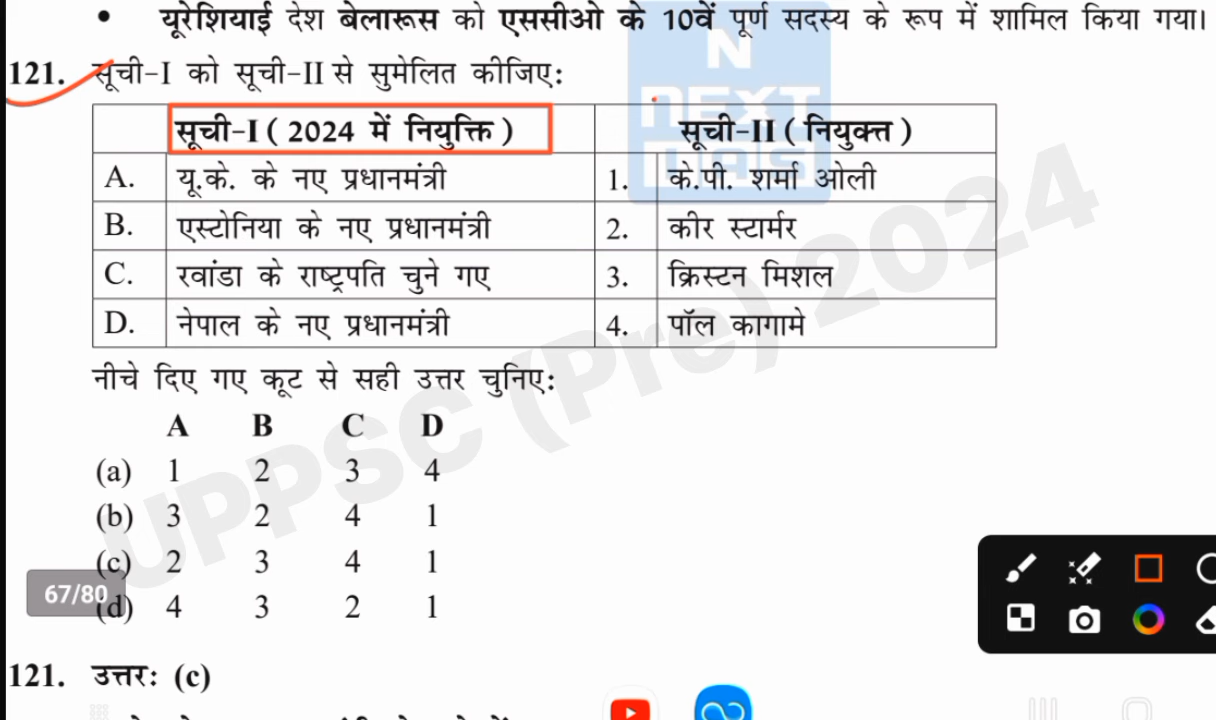 • यूरेशियाई देश बेलारूस को एससीओ के 10वें पूर्ण सदस्य के रूप में शामिल किया गया।
121. सूची-I को सूची-II से सुमेलित कीजिए:
सूची-I ( 2024 में नियुक्ति ) सूची-II ( नियुक्त )
A. यू.के. के नए प्रधानमंत्री 1. के.पी. शर्मा ओली
B. एस्टोनिया के नए प्रधानमंत्री 2. कीर स्टार्मर
C. रवांडा के राष्ट्रपति चुने गए 3. क्रिस्टन मिशल
D. नेपाल के नए प्रधानमंत्री 4. पॉल कागामे
नीचे दिए गए कूट से सही उत्तर चुनिए:
A B C D
(a) 1 2 3 4
(b) 3 2 4 1
(c) 2 3 4 1
67/80
(d) 4 3 2 1
121. उत्तरः (c)
N
NEXT
IAS
UPPSC (Pre) 2024